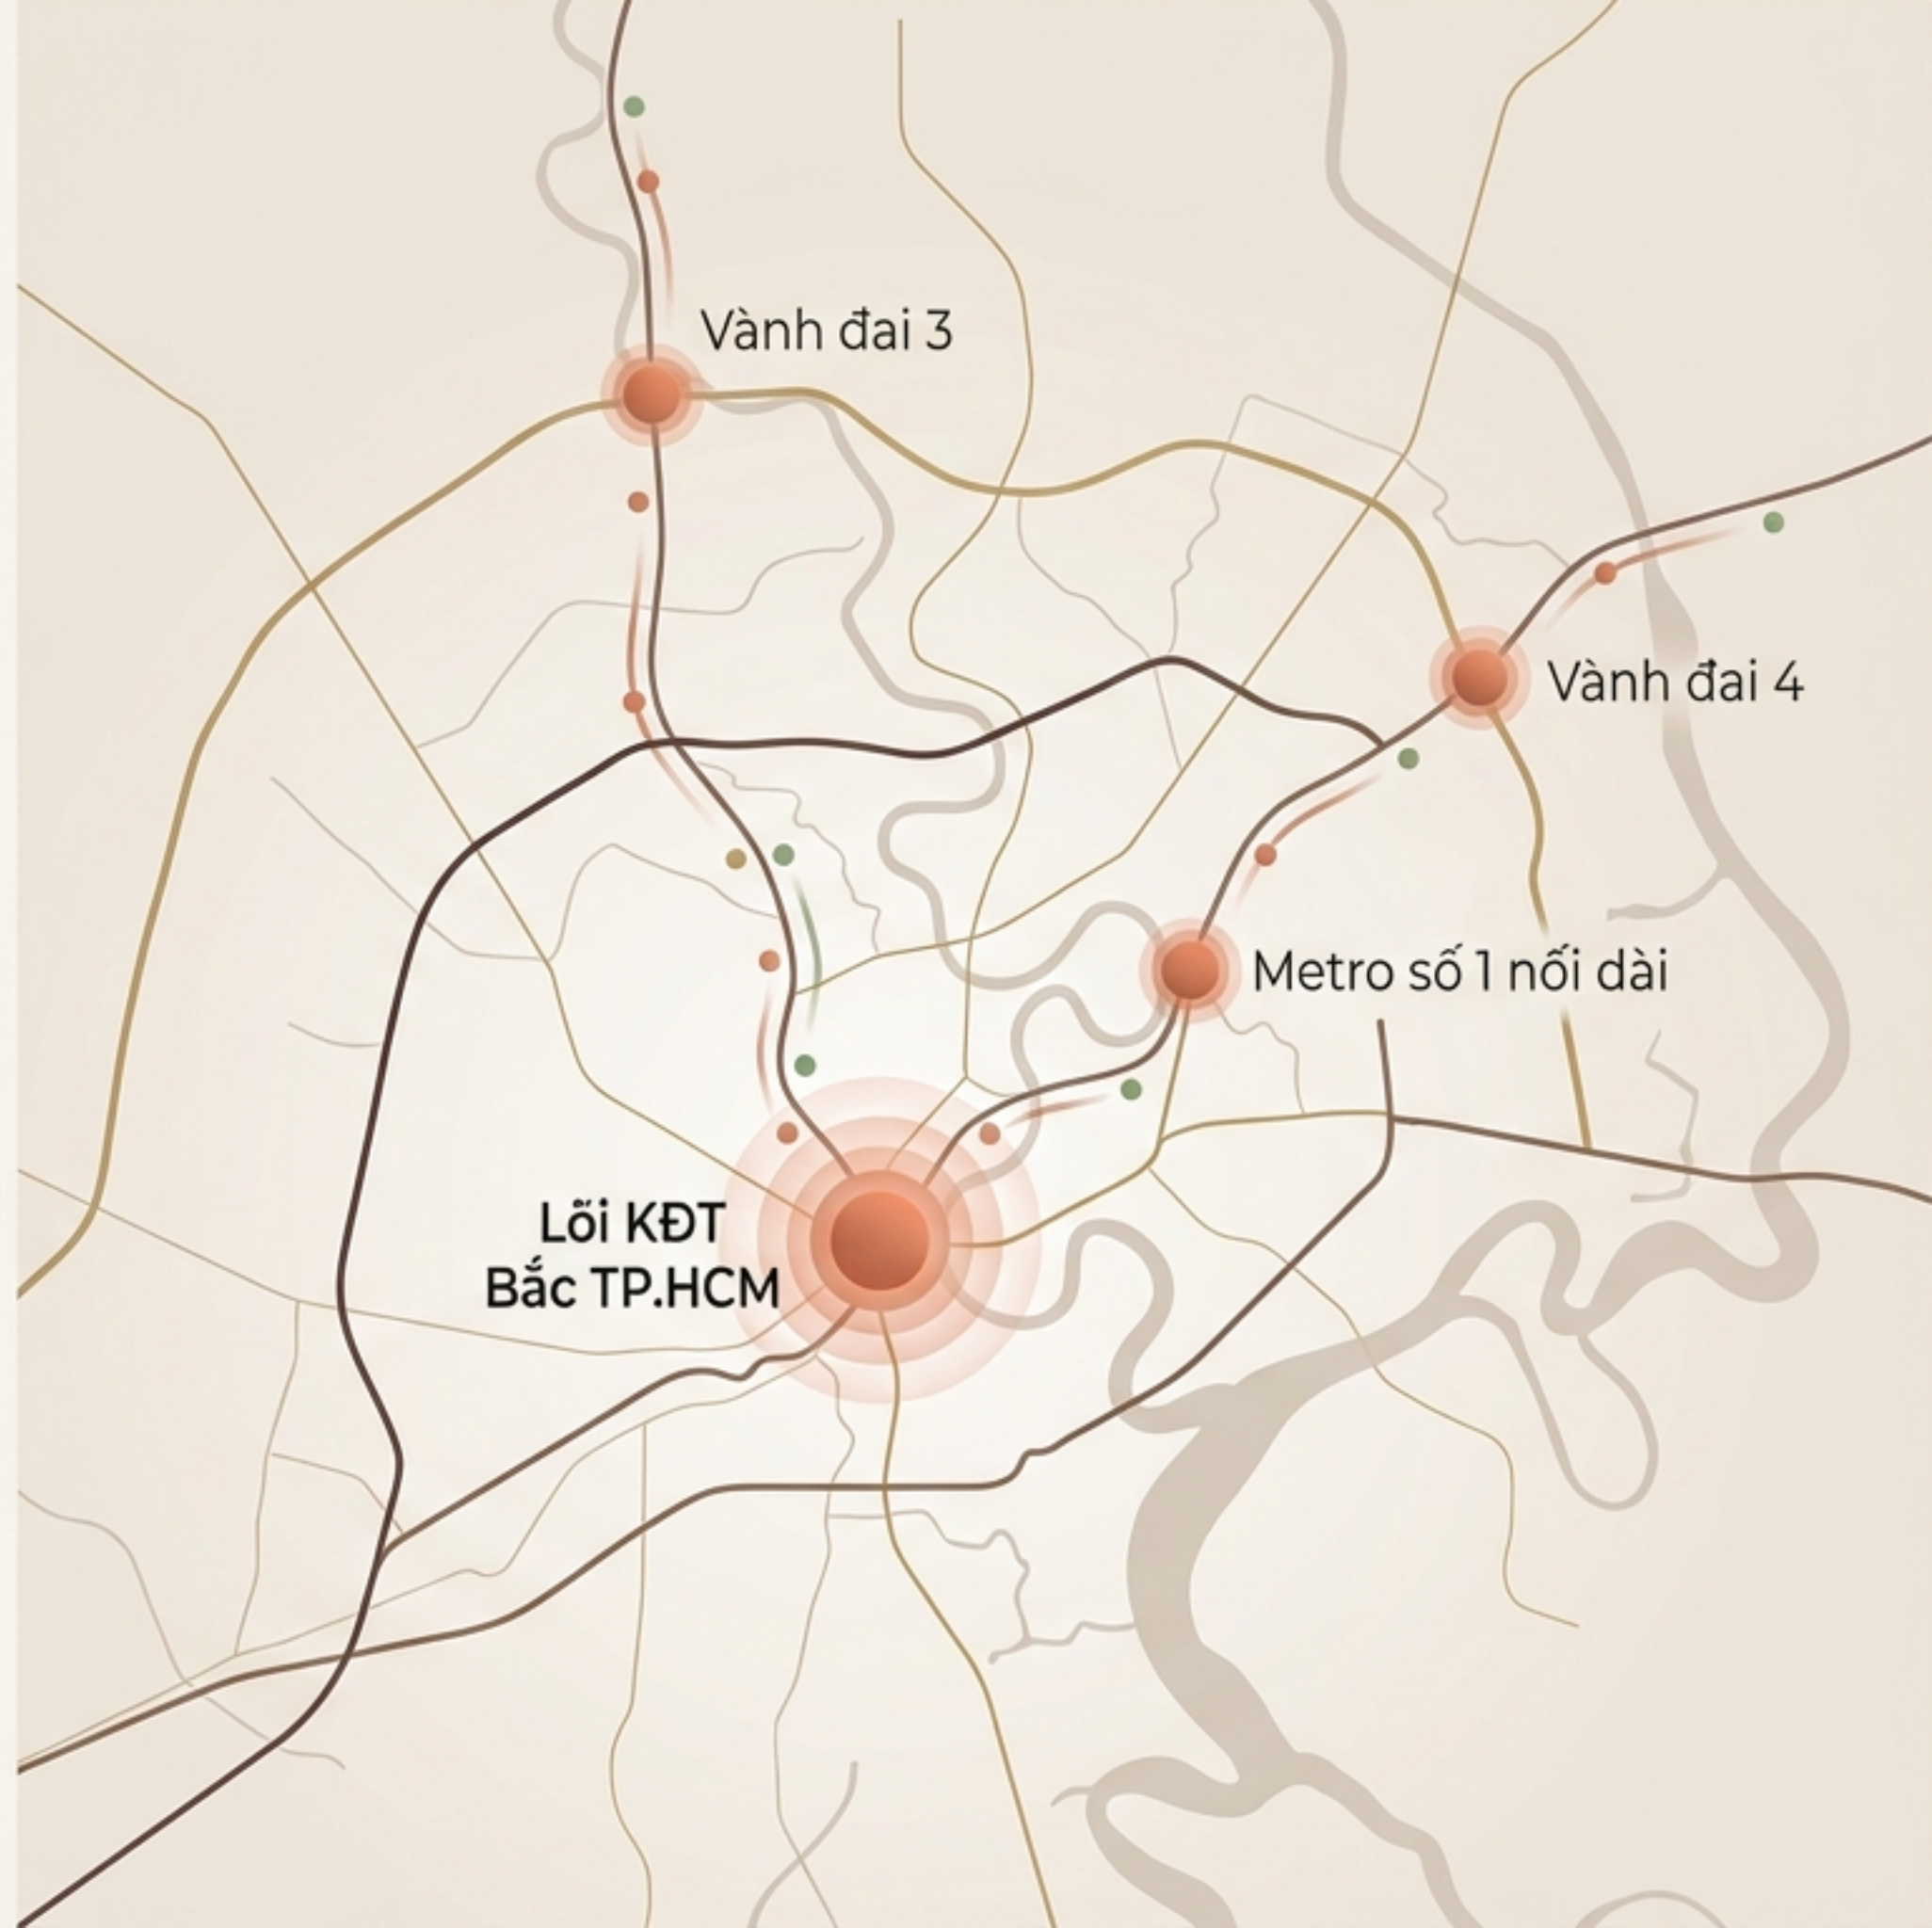 Vành đai 3
Vành đai 4
Metro số 1 nối dài
Lõi KĐT
Bắc TP.HCM